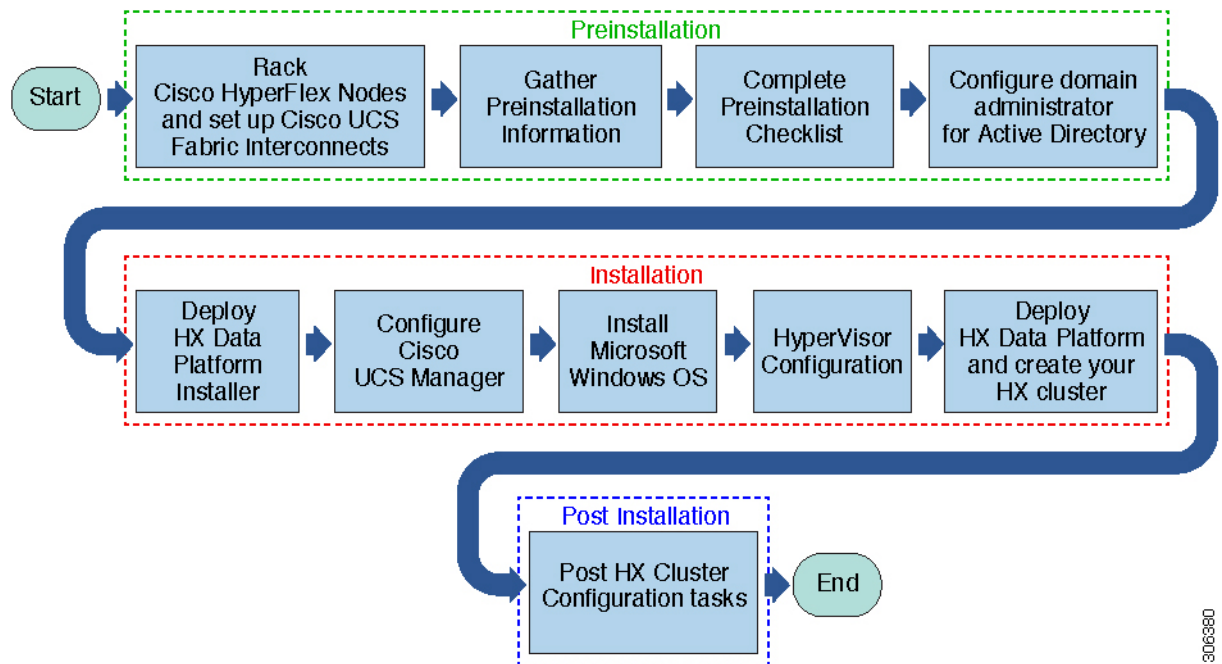 Preinstallation
Start
Rack
Cisco HyperFlex Nodes
and set up Cisco UCS
Fabric Interconnects
Gather
Preinstallation
Information
Complete
Preinstallation
Checklist
Configure domain
administrator
for Active Directory
Installation
Deploy
HX Data
Platform
Installer
Configure
Cisco
UCS Manager
Install
Microsoft
Windows OS
HyperVisor
Configuration
Deploy
HX Data Platform
and create your
HX cluster
Post Installation
Post HX Cluster
Configuration tasks
End
306380